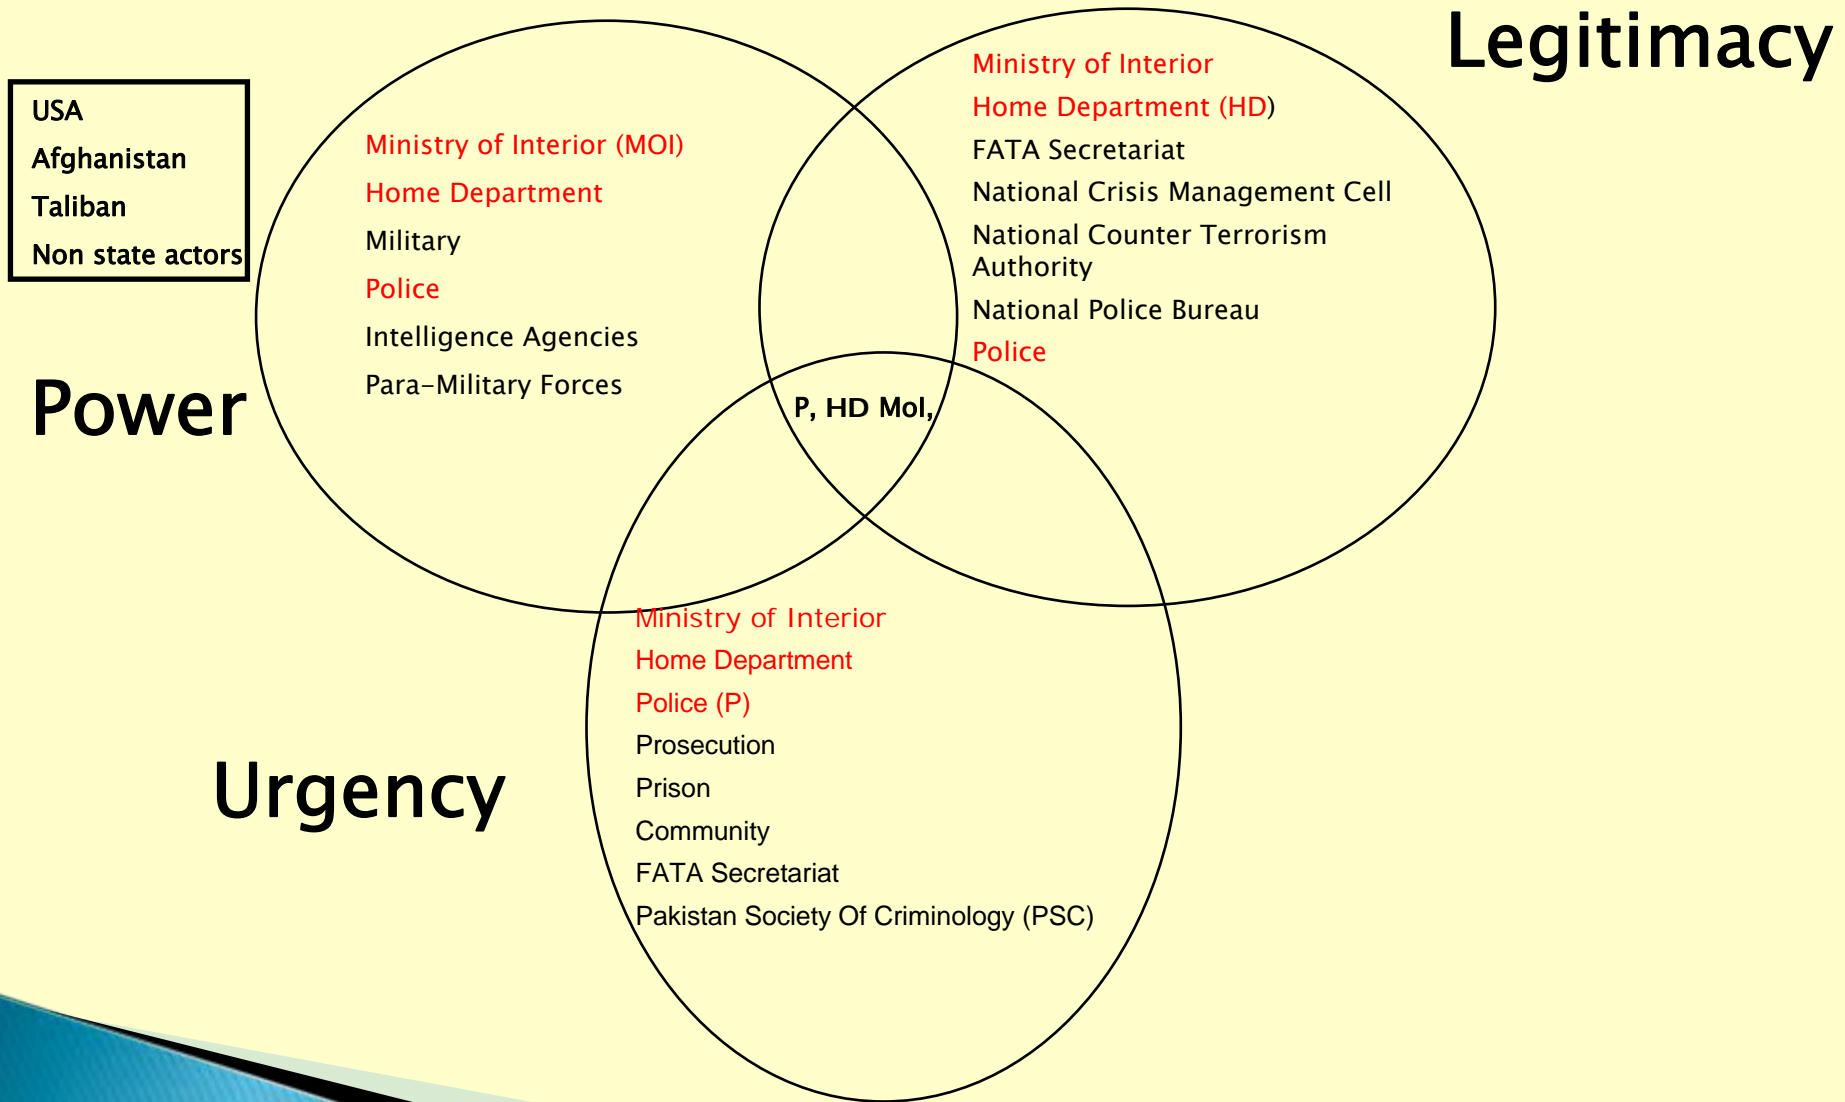 Legitimacy
USA
Afghanistan
Taliban
Non state actors
Power
Ministry of Interior (MOI)
Home Department
Military
Police
Intelligence Agencies
Para-Military Forces
Ministry of Interior
Home Department (HD)
FATA Secretariat
National Crisis Management Cell
National Counter Terrorism
Authority
National Police Bureau
Police
P, HD MoI,
Urgency
Ministry of Interior
Home Department
Police (P)
Prosecution
Prison
Community
FATA Secretariat
Pakistan Society Of Criminology (PSC)